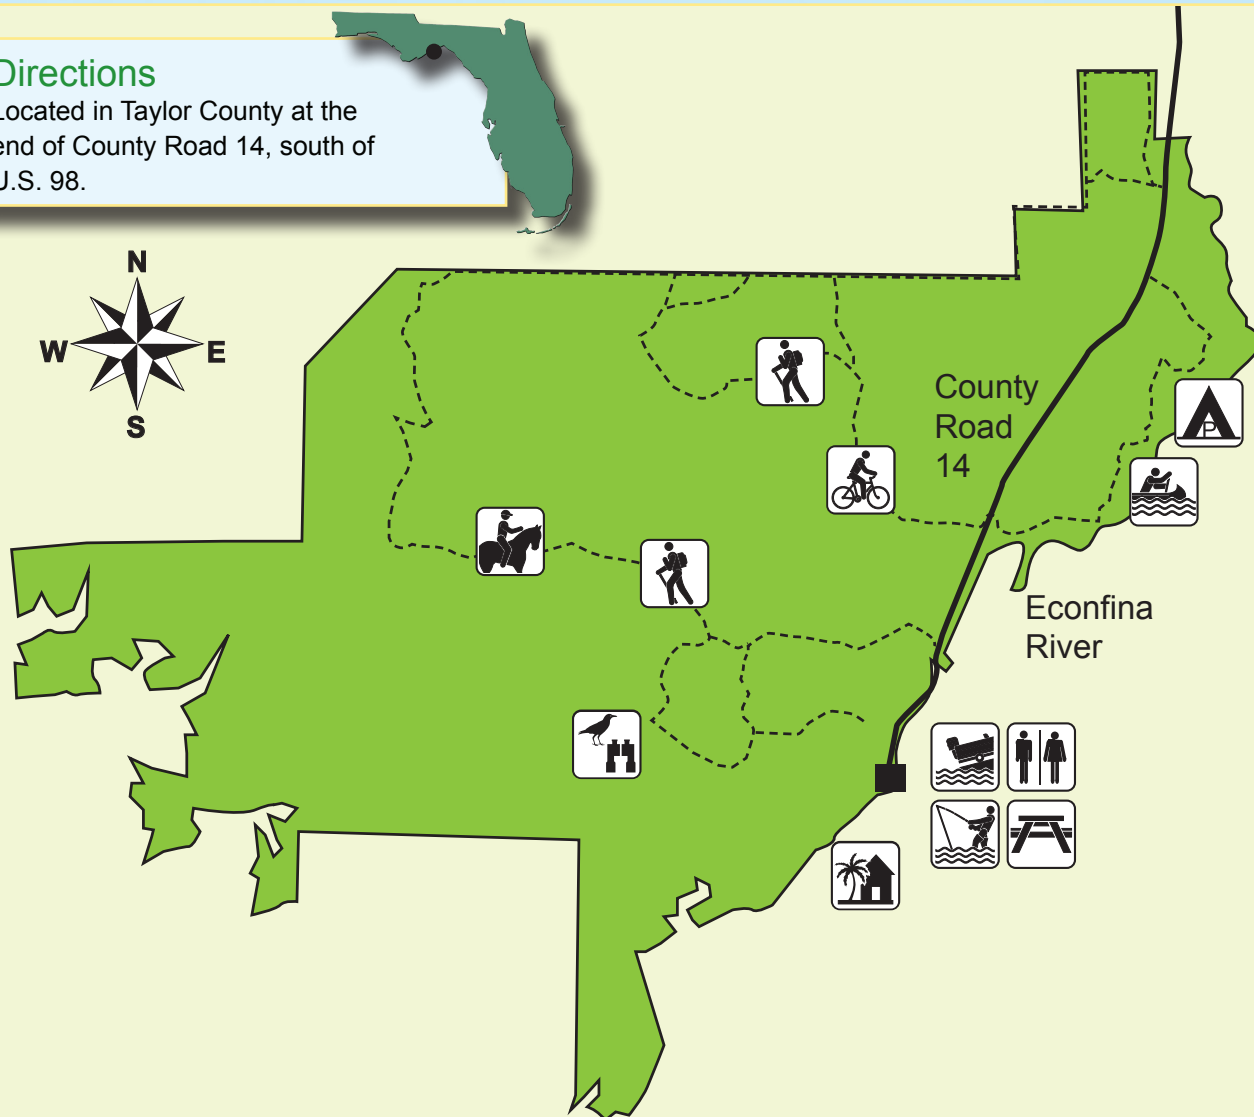 Directions
Located in Taylor County at the
end of County Road 14, south of
U.S. 98.
N
W
E
S
County
Road
14
P
Econfina
River